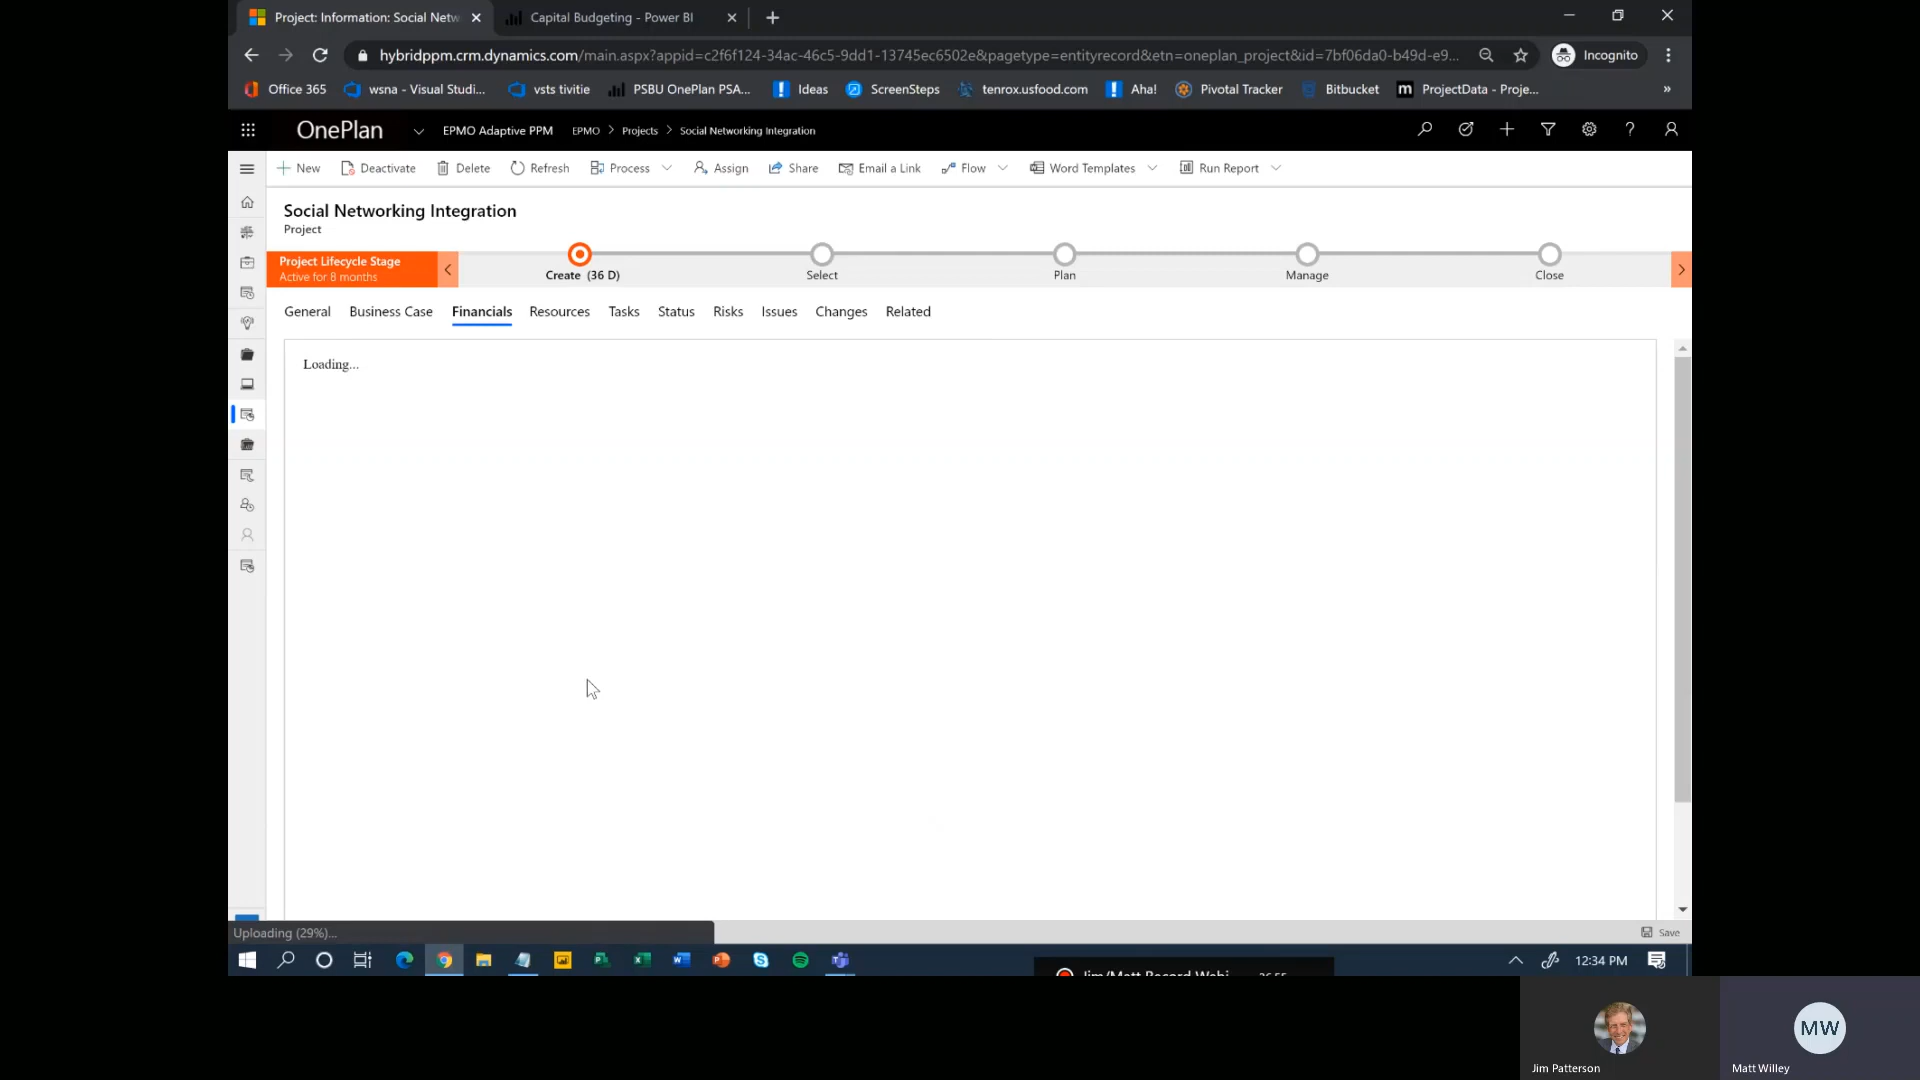 Project: Information: Social Netw
Capital Budgeting - Power BI
hybridppm.crm.dynamics.com/main.aspx?appid=c2f6f124-34ac-46c5-9dd1-13745ec6502e&pagetype=entityrecord&etn=oneplan_project&id=7bf06da0-b49d-e9...
Incognito
Office 365
wsna - Visual Studi...
vsts tivitie
PSBU OnePlan PSA...
Ideas
ScreenSteps
tenrox.usfood.com
Aha!
Pivotal Tracker
Bitbucket
ProjectData - Proje...
»
OnePlan
EPMO Adaptive PPM
EPMO > Projects > Social Networking Integration
New
Deactivate
Delete
Refresh
Process
Assign
Share
Email a Link
Flow
Word Templates
Run Report
Social Networking Integration
Project
Project Lifecycle Stage
Active for 8 months
Create (36 D)
Select
Plan
Manage
Close
General
Business Case
Financials
Resources
Tasks
Status
Risks
Issues
Changes
Related
Loading...
Uploading (29%)...
Save
12:34 PM
Jim/Matt Record Webi
MW
Jim Patterson
Matt Willey